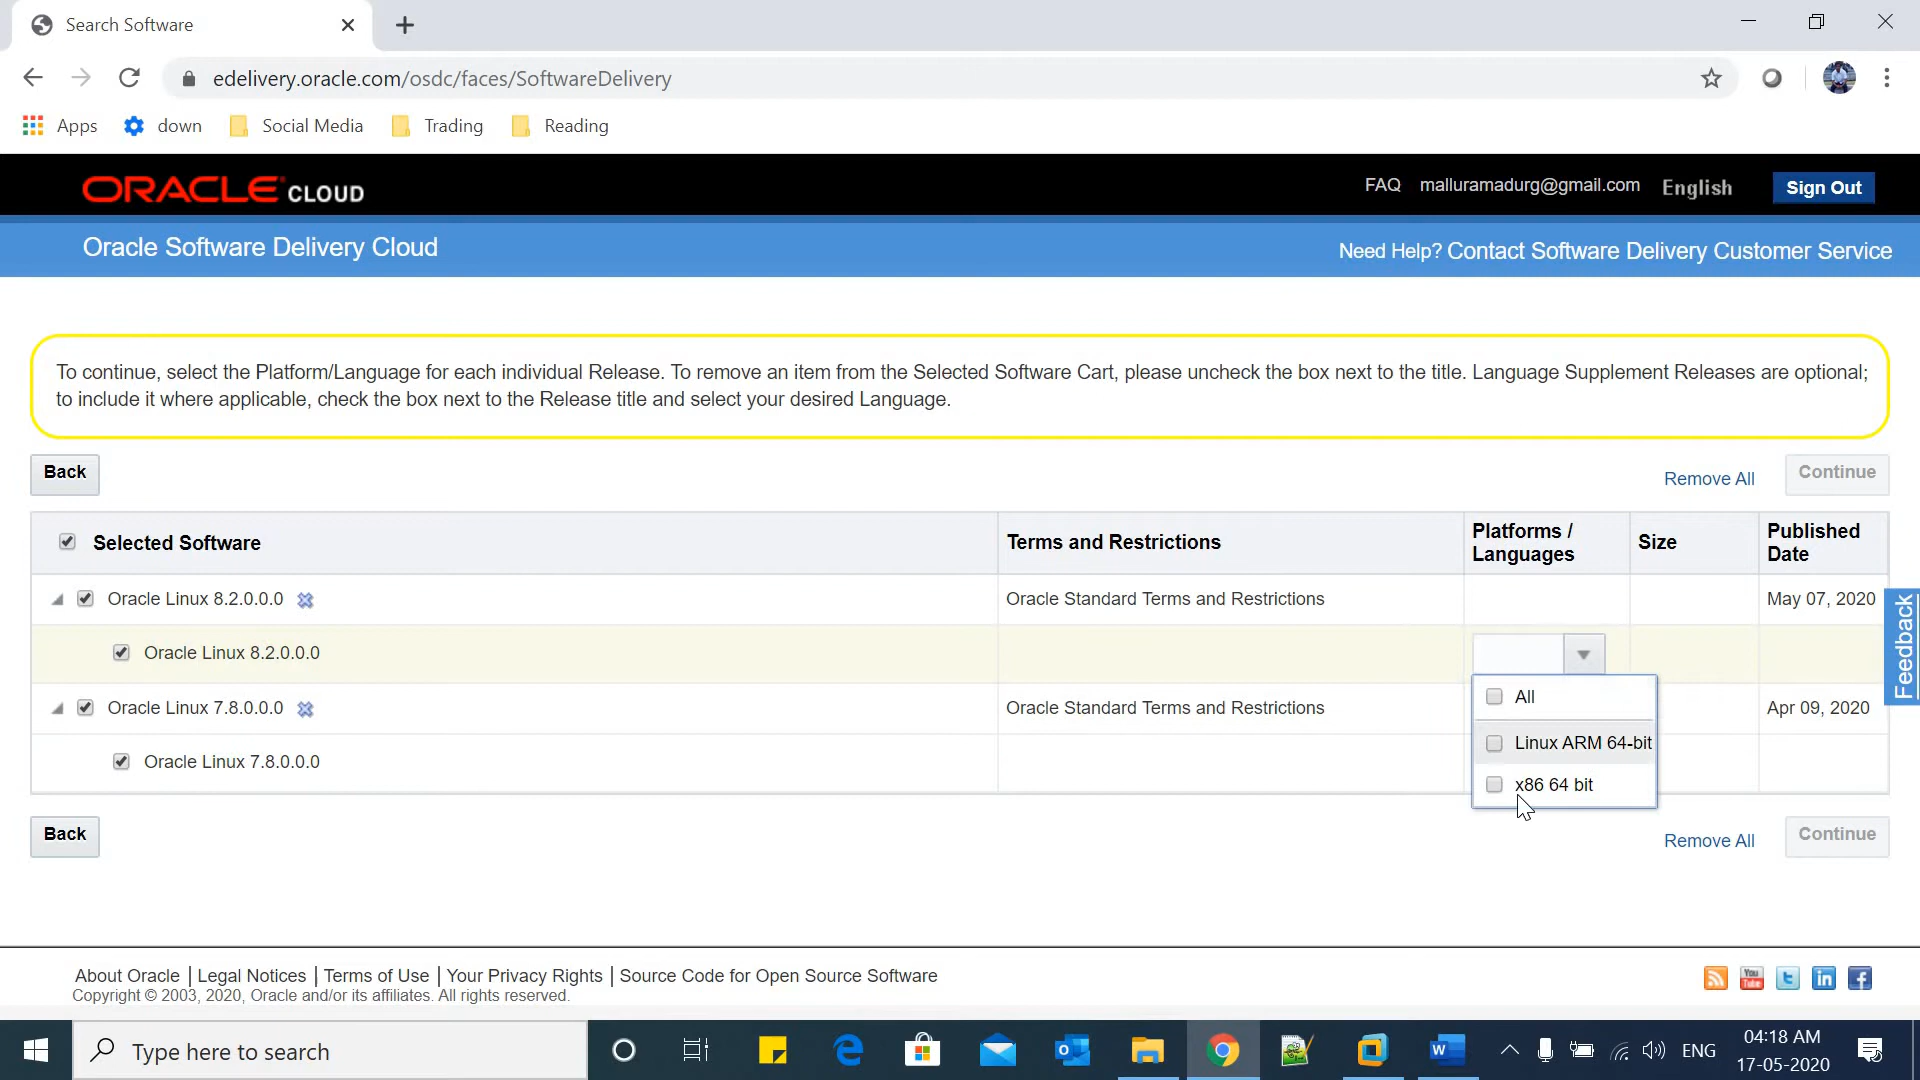 Search Software
edelivery.oracle.com/osdc/faces/SoftwareDelivery
Apps down Social Media Trading Reading
ORACLE CLOUD FAQ malluramadurg@gmail.com English Sign Out
Oracle Software Delivery Cloud Need Help? Contact Software Delivery Customer Service
To continue, select the Platform/Language for each individual Release. To remove an item from the Selected Software Cart, please uncheck the box next to the title. Language Supplement Releases are optional;
to include it where applicable, check the box next to the Release title and select your desired Language.
Back Remove All Continue
Selected Software Terms and Restrictions Platforms / Languages Size Published Date
Oracle Linux 8.2.0.0.0 Oracle Standard Terms and Restrictions May 07, 2020
Oracle Linux 8.2.0.0.0
All
Oracle Linux 7.8.0.0.0 Oracle Standard Terms and Restrictions Apr 09, 2020
Linux ARM 64-bit
Oracle Linux 7.8.0.0.0
x86 64 bit
Feedback
Back Remove All Continue
About Oracle | Legal Notices | Terms of Use | Your Privacy Rights | Source Code for Open Source Software
Copyright © 2003, 2020, Oracle and/or its affiliates. All rights reserved.
You Tube
Type here to search
ENG
04:18 AM
17-05-2020